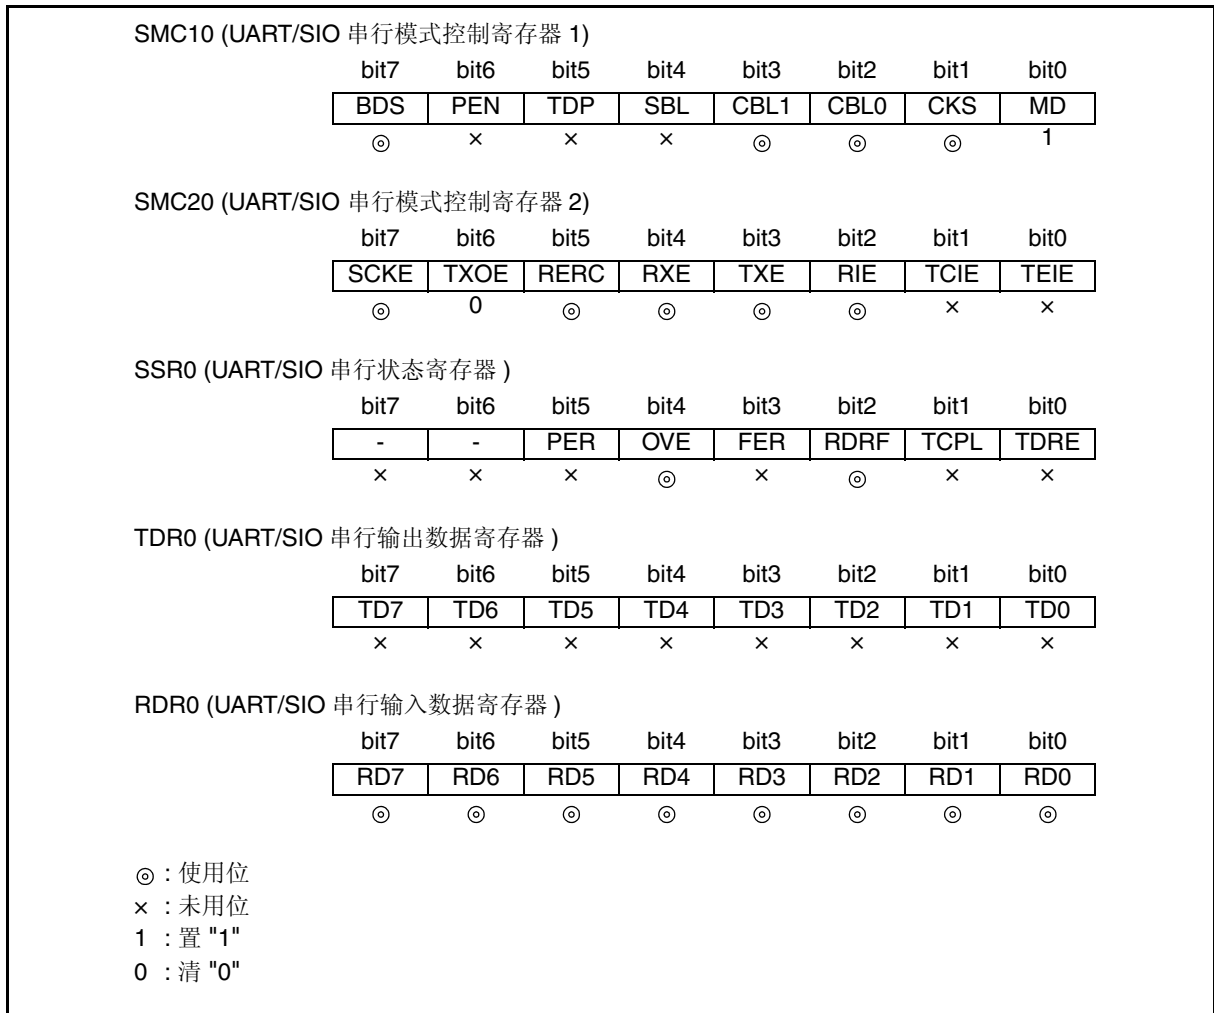 SMC10 (UART/SIO 串行模式控制寄存器 1)
bit7 bit6 bit5 bit4 bit3 bit2 bit1 bit0
BDS PEN TDP SBL CBL1 CBL0 CKS MD
◎ × × × ◎ ◎ ◎ 1
SMC20 (UART/SIO 串行模式控制寄存器 2)
bit7 bit6 bit5 bit4 bit3 bit2 bit1 bit0
SCKE TXOE RERC RXE TXE RIE TCIE TEIE
◎ 0 ◎ ◎ ◎ ◎ × ×
SSR0 (UART/SIO 串行状态寄存器 )
bit7 bit6 bit5 bit4 bit3 bit2 bit1 bit0
- - PER OVE FER RDRF TCPL TDRE
× × × ◎ × ◎ × ×
TDR0 (UART/SIO 串行输出数据寄存器 )
bit7 bit6 bit5 bit4 bit3 bit2 bit1 bit0
TD7 TD6 TD5 TD4 TD3 TD2 TD1 TD0
× × × × × × × ×
RDR0 (UART/SIO 串行输入数据寄存器 )
bit7 bit6 bit5 bit4 bit3 bit2 bit1 bit0
RD7 RD6 RD5 RD4 RD3 RD2 RD1 RD0
◎ ◎ ◎ ◎ ◎ ◎ ◎ ◎
◎ : 使用位
× : 未用位
1 : 置 "1"
0 : 清 "0"